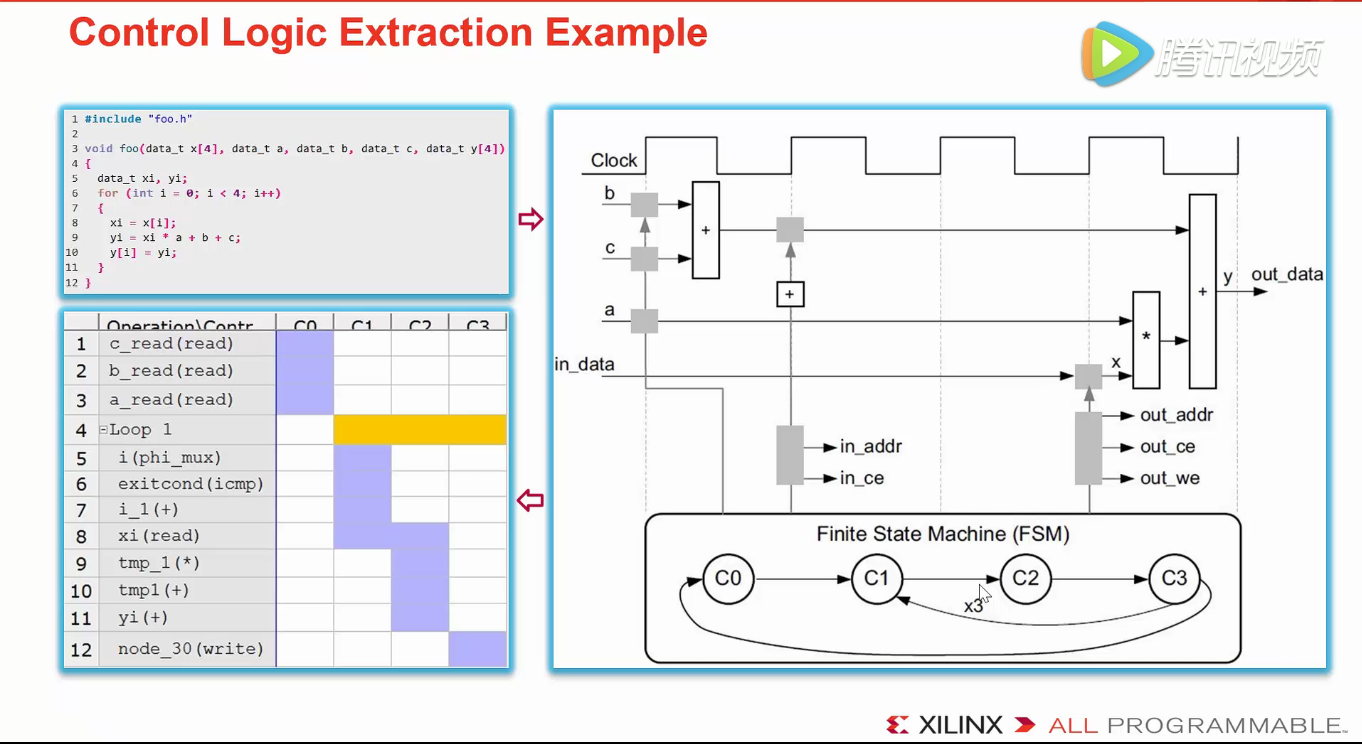 Control Logic Extraction Example
腾讯视频
1 #include "foo.h"
2
3 void foo(data_t x[4], data_t a, data_t b, data_t c, data_t y[4])
4 {
5 data_t xi, yi;
6 for (int i = 0; i < 4; i++)
7 {
8 xi = x[i];
9 yi = xi * a + b + c;
10 y[i] = yi;
11 }
12 }
Operation\Contr C0 C1 C2 C3
1 c_read(read)
2 b_read(read)
3 a_read(read)
4 Loop 1
5 i(phi_mux)
6 exitcond(icmp)
7 i_1(+)
8 xi(read)
9 tmp_1(*)
10 tmp1(+)
11 yi(+)
12 node_30(write)
Clock
b
+
c
+
a
in_data
*
x
+
y
out_data
out_addr
out_ce
out_we
in_addr
in_ce
Finite State Machine (FSM)
C0 C1 C2 C3
x3
XILINX ALL PROGRAMMABLE™